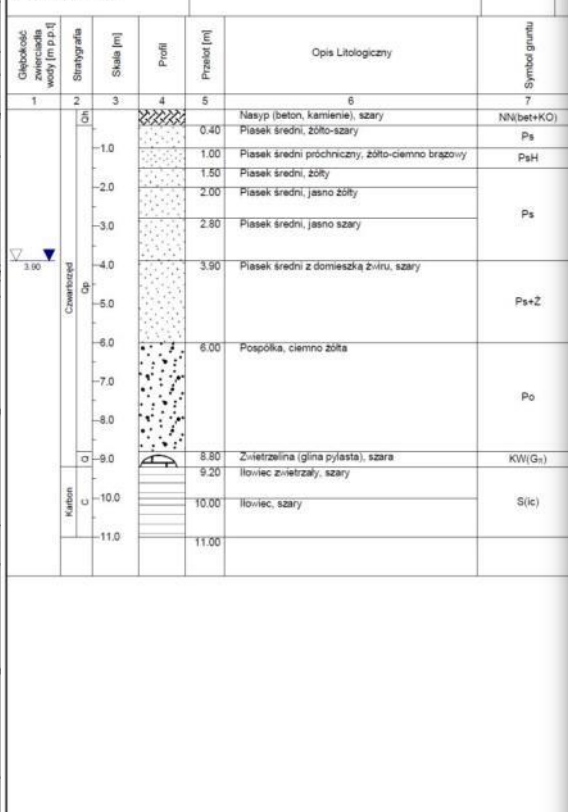 Głębokość zwierciadła wody [m p.p.t]
Stratygrafia
Skala [m]
Profil
Przelot [m]
Opis Litologiczny
Symbol gruntu
1 2 3 4 5 6 7
Qh
Nasyp (beton, kamienie), szary
NN(bet+KO)
0.40 Piasek średni, żółto-szary
Ps
-1.0
1.00 Piasek średni próchniczny, żółto-ciemno brązowy
PsH
1.50 Piasek średni, żółty
-2.0
2.00 Piasek średni, jasno żółty
Ps
2.80 Piasek średni, jasno szary
-3.0
3.90
-4.0
3.90 Piasek średni z domieszką żwiru, szary
Czwartorzęd
Qp
-5.0
Ps+Ż
-6.0
6.00 Pospółka, ciemno żółta
-7.0
Po
-8.0
8.80 Zwietrzelina (glina pylasta), szara
Q
-9.0
KW(Gπ)
9.20 Iłowiec zwietrzały, szary
Karbon
C
-10.0
10.00 Iłowiec, szary
S(ic)
-11.0
11.00